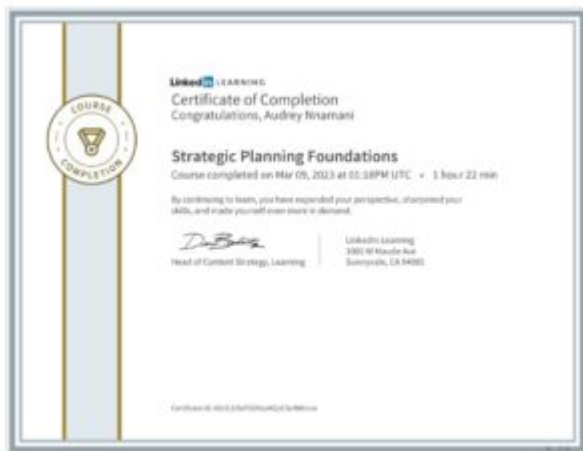 LinkedIn LEARNING
Certificate of Completion
Congratulations, Audrey Nnamani
COURSE
COMPLETION
Strategic Planning Foundations
Course completed on Mar 09, 2023 at 01:18PM UTC • 1 hour 22 min
By continuing to learn, you have expanded your perspective, sharpened your
skills, and made yourself even more in demand.
Head of Content Strategy, Learning
LinkedIn Learning
1000 W Maude Ave
Sunnyvale, CA 94085
Certificate ID: